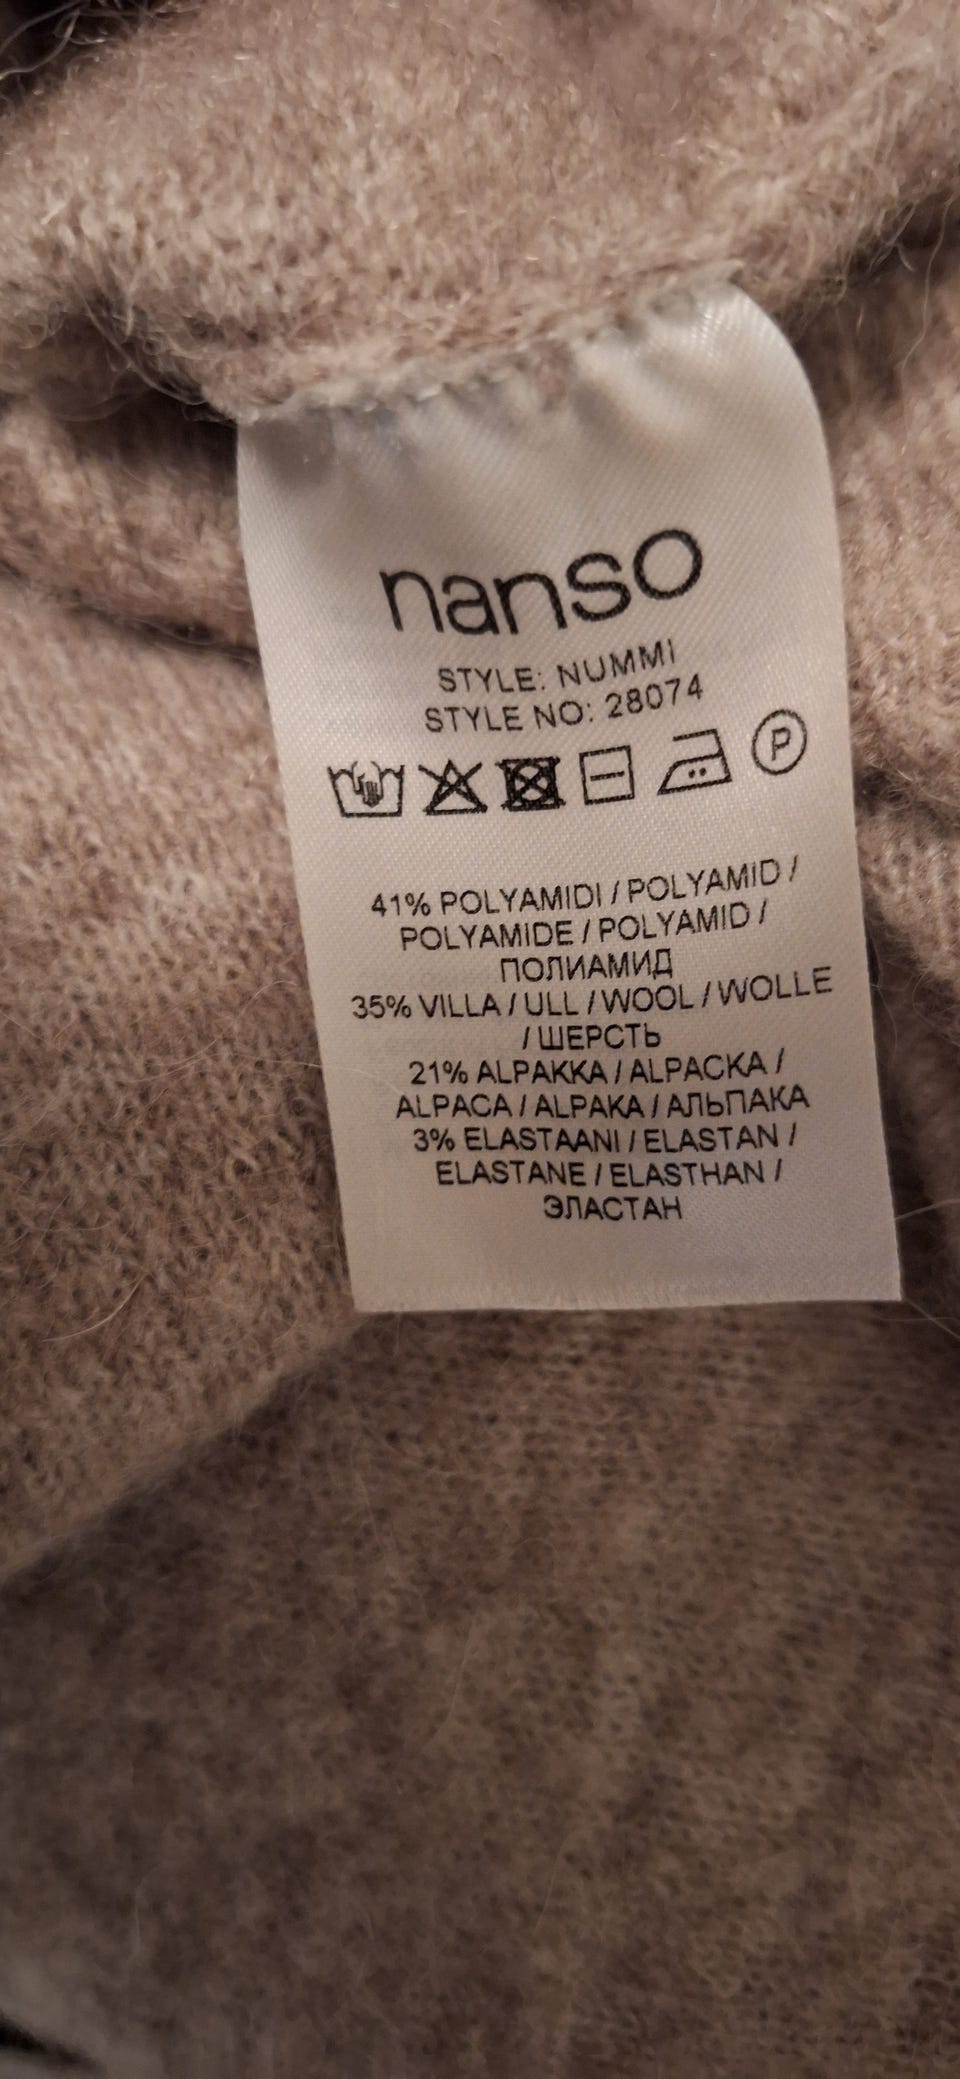 nanso
STYLE: NUMMI
STYLE NO: 28074
P
41% POLYAMIDI / POLYAMID /
POLYAMIDE / POLYAMID /
ПОЛИАМИД
35% VILLA / ULL / WOOL / WOLLE
/ ШЕРСТЬ
21% ALPAKKA / ALPACKA /
ALPACA / ALPAKA / АЛЬПАКА
3% ELASTAANI / ELASTAN /
ELASTANE / ELASTHAN /
ЭЛАСТАН